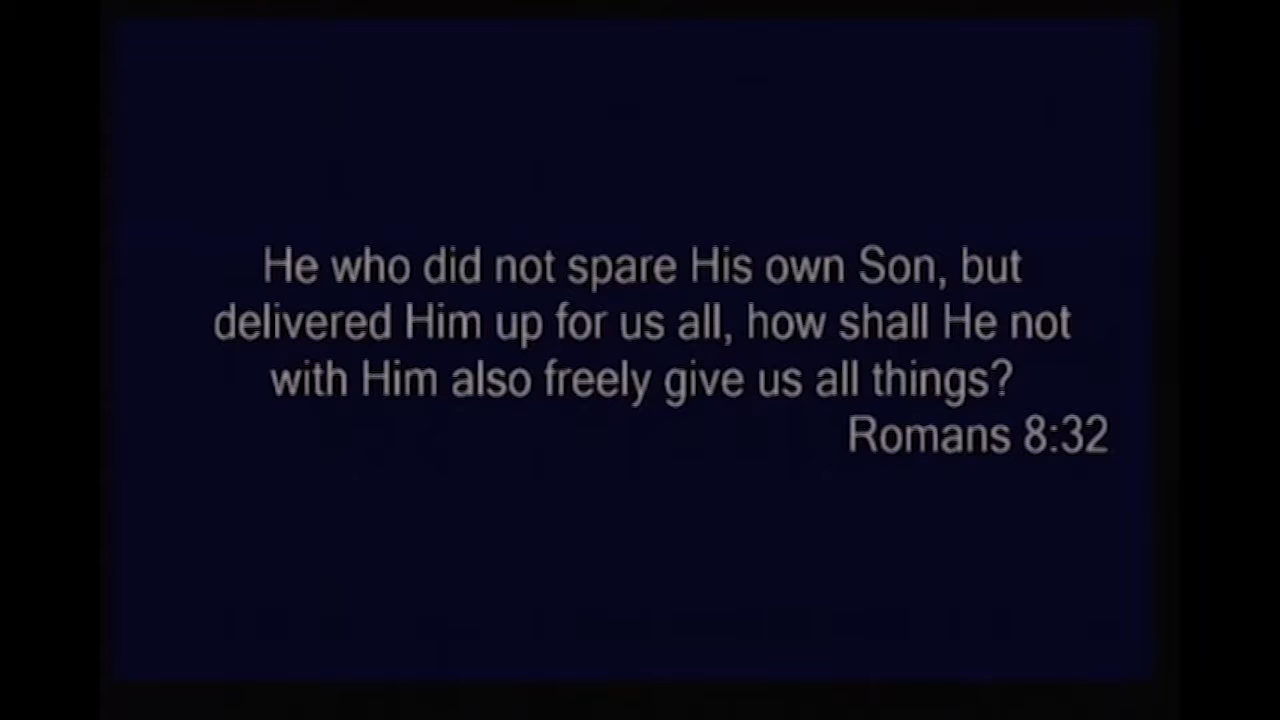 He who did not spare His own Son, but
delivered Him up for us all, how shall He not
with Him also freely give us all things?
Romans 8:32